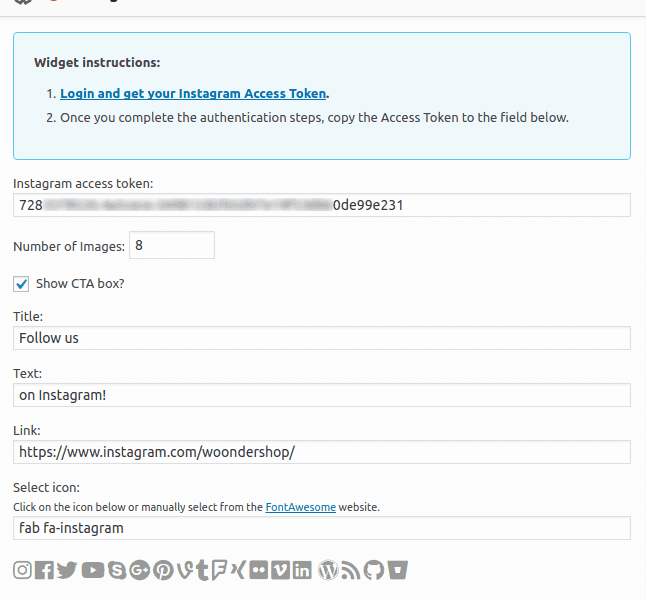 Widget instructions:
1. Login and get your Instagram Access Token.
2. Once you complete the authentication steps, copy the Access Token to the field below.
Instagram access token:
728 0de99e231
Number of Images: 8
Show CTA box?
Title:
Follow us
Text:
on Instagram!
Link:
https://www.instagram.com/woondershop/
Select icon:
Click on the icon below or manually select from the FontAwesome website.
fab fa-instagram